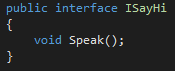 public interface ISayHi
{
    void Speak();
}